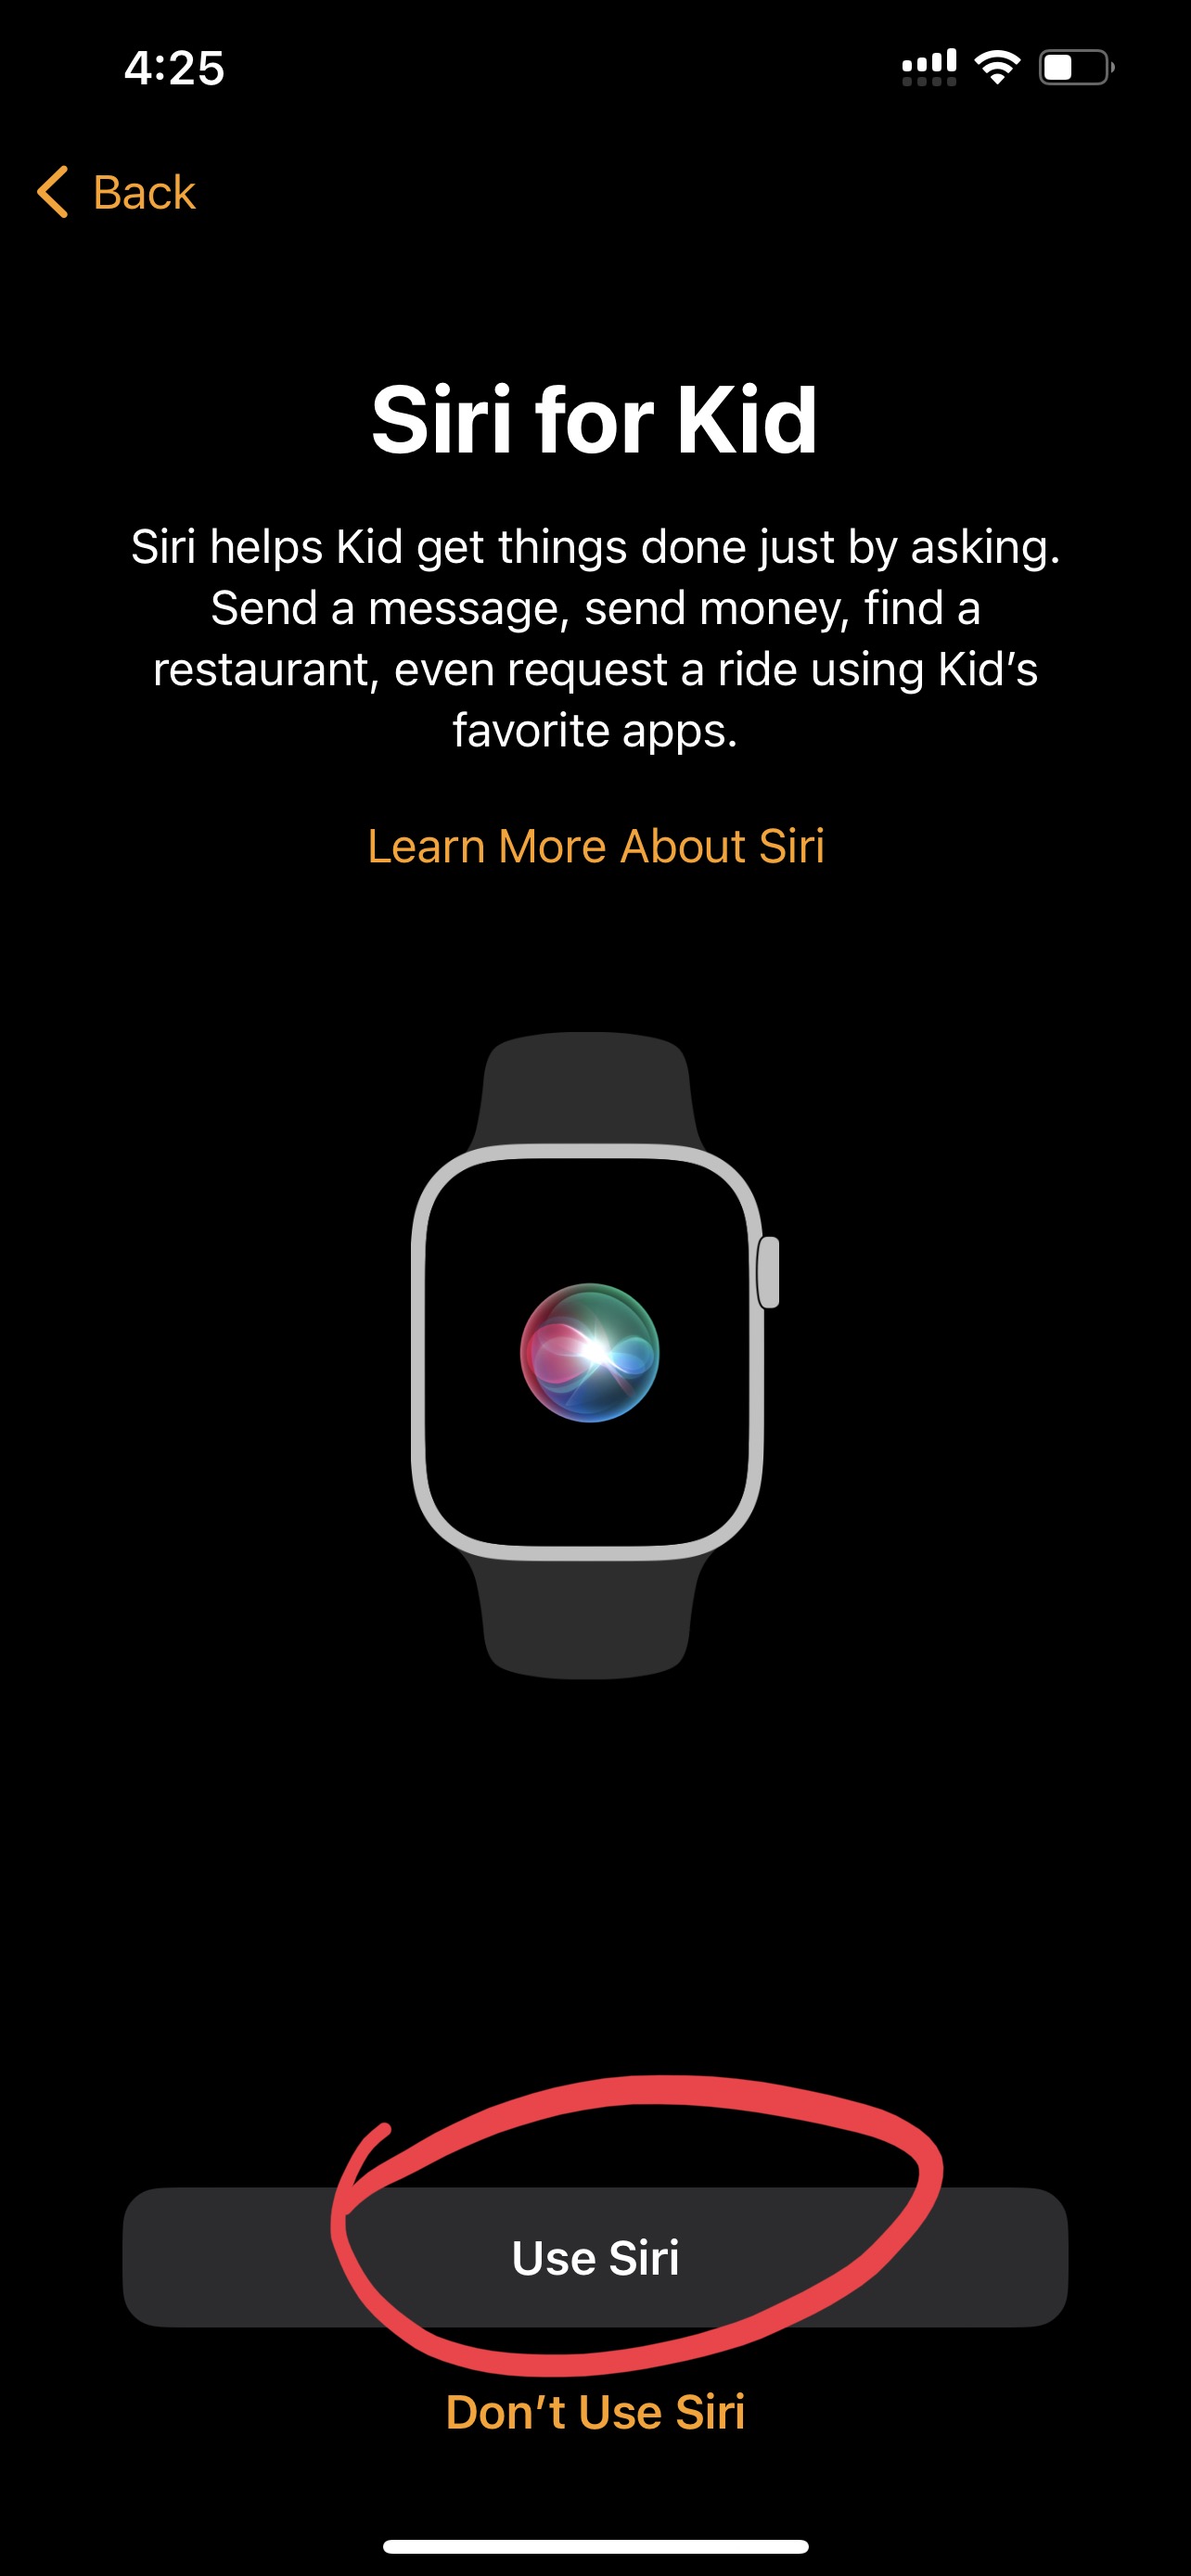 4:25
Back
Siri for Kid
Siri helps Kid get things done just by asking.
Send a message, send money, find a
restaurant, even request a ride using Kid’s
favorite apps.
Learn More About Siri
Use Siri
Don’t Use Siri